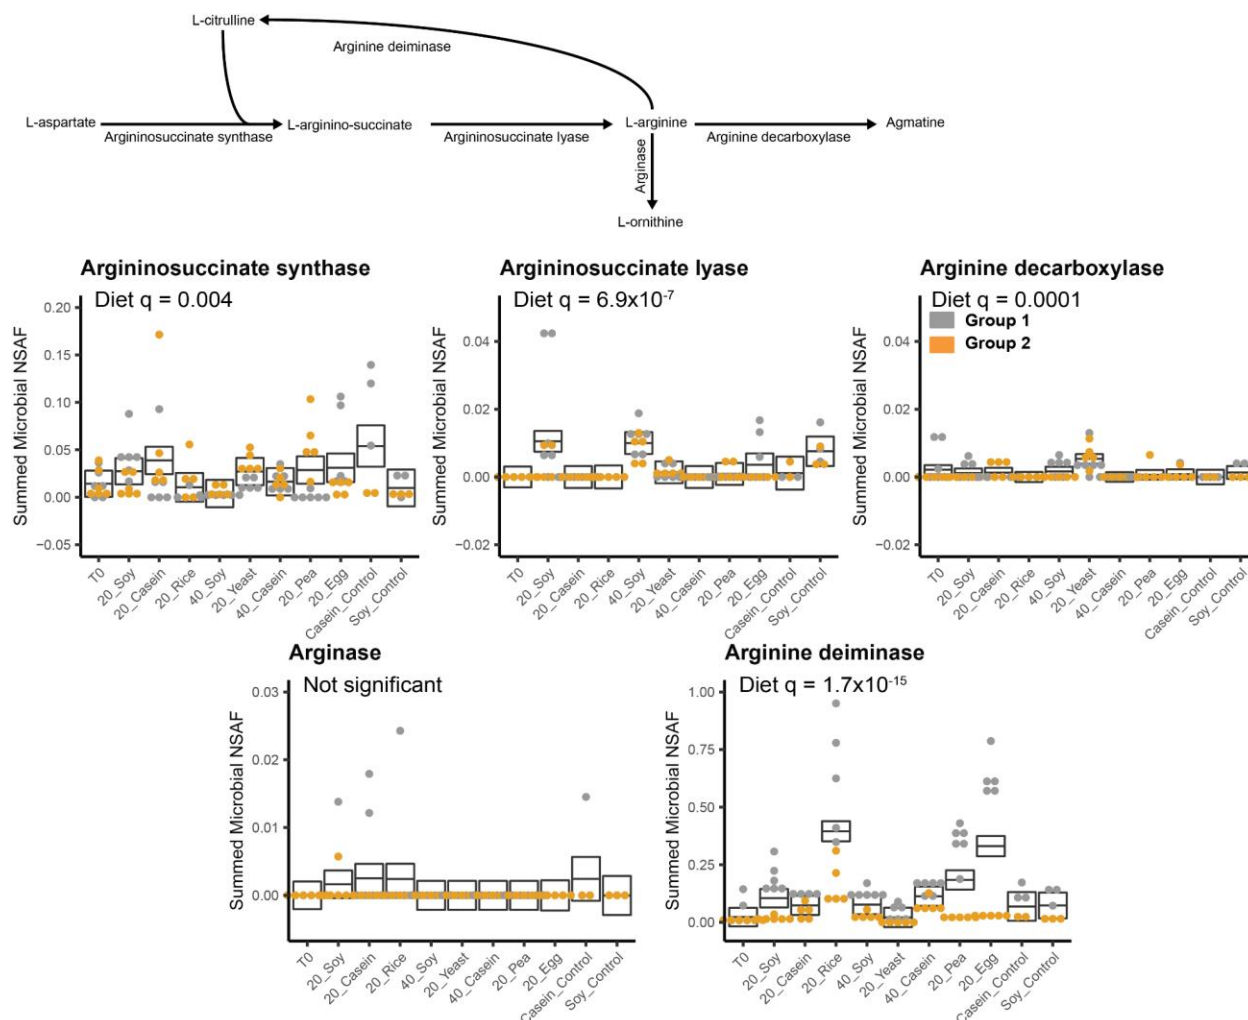 L-citrulline
Arginine deiminase
L-aspartate
Argininosuccinate synthase
L-arginino-succinate
Argininosuccinate lyase
L-arginine
Arginine decarboxylase
Agmatine
Arginase
L-ornithine
Argininosuccinate synthase
Diet q = 0.004
Summed Microbial NSAF
0.20
0.15
0.10
0.05
0.00
−0.05
T0
20_Soy
20_Casein
20_Rice
40_Soy
20_Yeast
40_Casein
20_Pea
20_Egg
Casein_Control
Soy_Control
Argininosuccinate lyase
Diet q = 6.9x10⁻⁷
Summed Microbial NSAF
0.04
0.02
0.00
−0.02
T0
20_Soy
20_Casein
20_Rice
40_Soy
20_Yeast
40_Casein
20_Pea
20_Egg
Casein_Control
Soy_Control
Arginine decarboxylase
Diet q = 0.0001
Group 1
Group 2
Summed Microbial NSAF
0.04
0.02
0.00
−0.02
T0
20_Soy
20_Casein
20_Rice
40_Soy
20_Yeast
40_Casein
20_Pea
20_Egg
Casein_Control
Soy_Control
Arginase
Not significant
Summed Microbial NSAF
0.03
0.02
0.01
0.00
T0
20_Soy
20_Casein
20_Rice
40_Soy
20_Yeast
40_Casein
20_Pea
20_Egg
Casein_Control
Soy_Control
Arginine deiminase
Diet q = 1.7x10⁻¹⁵
Summed Microbial NSAF
1.00
0.75
0.50
0.25
0.00
T0
20_Soy
20_Casein
20_Rice
40_Soy
20_Yeast
40_Casein
20_Pea
20_Egg
Casein_Control
Soy_Control